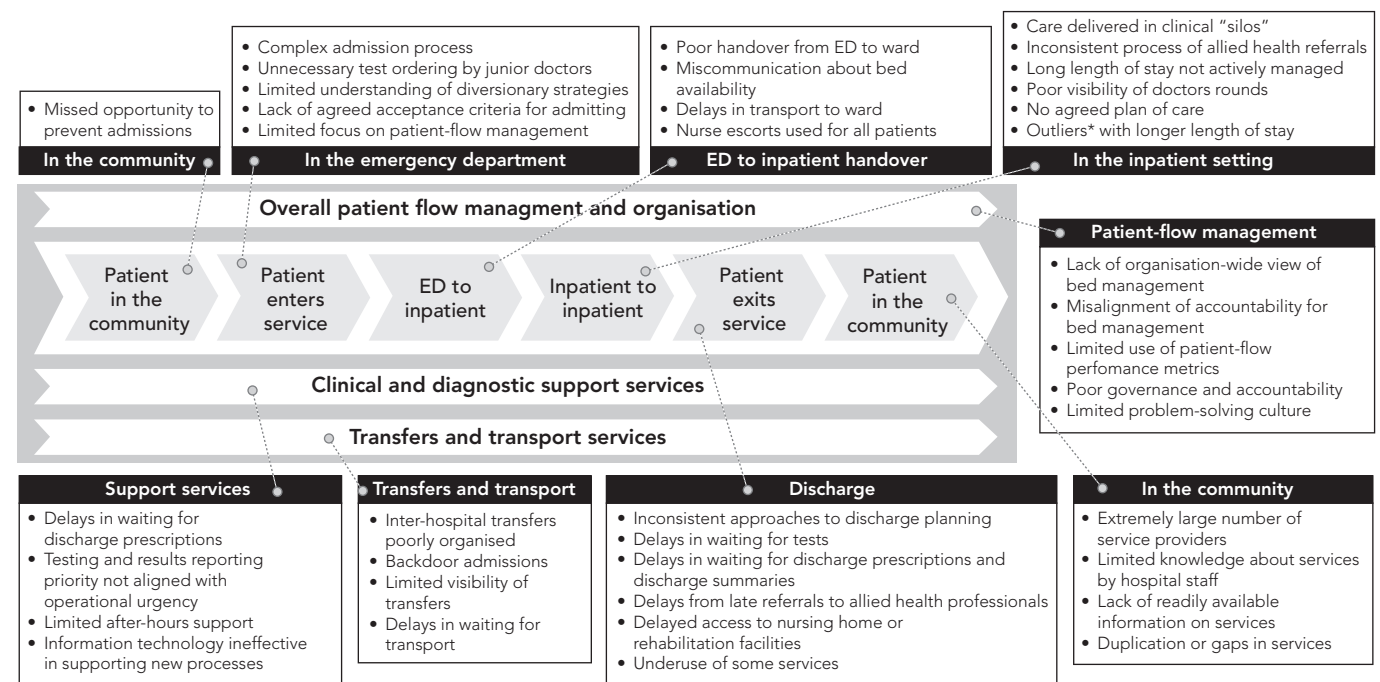 • Missed opportunity to
prevent admissions
In the community
• Complex admission process
• Unnecessary test ordering by junior doctors
• Limited understanding of diversionary strategies
• Lack of agreed acceptance criteria for admitting
• Limited focus on patient-flow management
In the emergency department
• Poor handover from ED to ward
• Miscommunication about bed
availability
• Delays in transport to ward
• Nurse escorts used for all patients
ED to inpatient handover
• Care delivered in clinical “silos”
• Inconsistent process of allied health referrals
• Long length of stay not actively managed
• Poor visibility of doctors rounds
• No agreed plan of care
• Outliers* with longer length of stay
In the inpatient setting
Overall patient flow managment and organisation
Patient
in the
community
Patient
enters
service
ED to
inpatient
Inpatient to
inpatient
Patient
exits
service
Patient
in the
community
Clinical and diagnostic support services
Transfers and transport services
Patient-flow management
• Lack of organisation-wide view of
bed management
• Misalignment of accountability for
bed management
• Limited use of patient-flow
perfomance metrics
• Poor governance and accountability
• Limited problem-solving culture
Support services
• Delays in waiting for
discharge prescriptions
• Testing and results reporting
priority not aligned with
operational urgency
• Limited after-hours support
• Information technology ineffective
in supporting new processes
Transfers and transport
• Inter-hospital transfers
poorly organised
• Backdoor admissions
• Limited visibility of
transfers
• Delays in waiting for
transport
Discharge
• Inconsistent approaches to discharge planning
• Delays in waiting for tests
• Delays in waiting for discharge prescriptions and
discharge summaries
• Delays from late referrals to allied health professionals
• Delayed access to nursing home or
rehabilitation facilities
• Underuse of some services
In the community
• Extremely large number of
service providers
• Limited knowledge about services
by hospital staff
• Lack of readily available
information on services
• Duplication or gaps in services